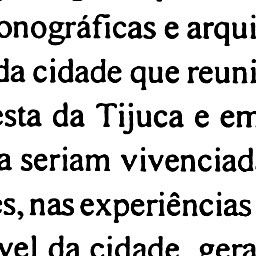 onográficas e arqui
da cidade que reuni
esta da Tijuca e em
a seriam vivenciad
es, nas experiências
vel da cidade, gera